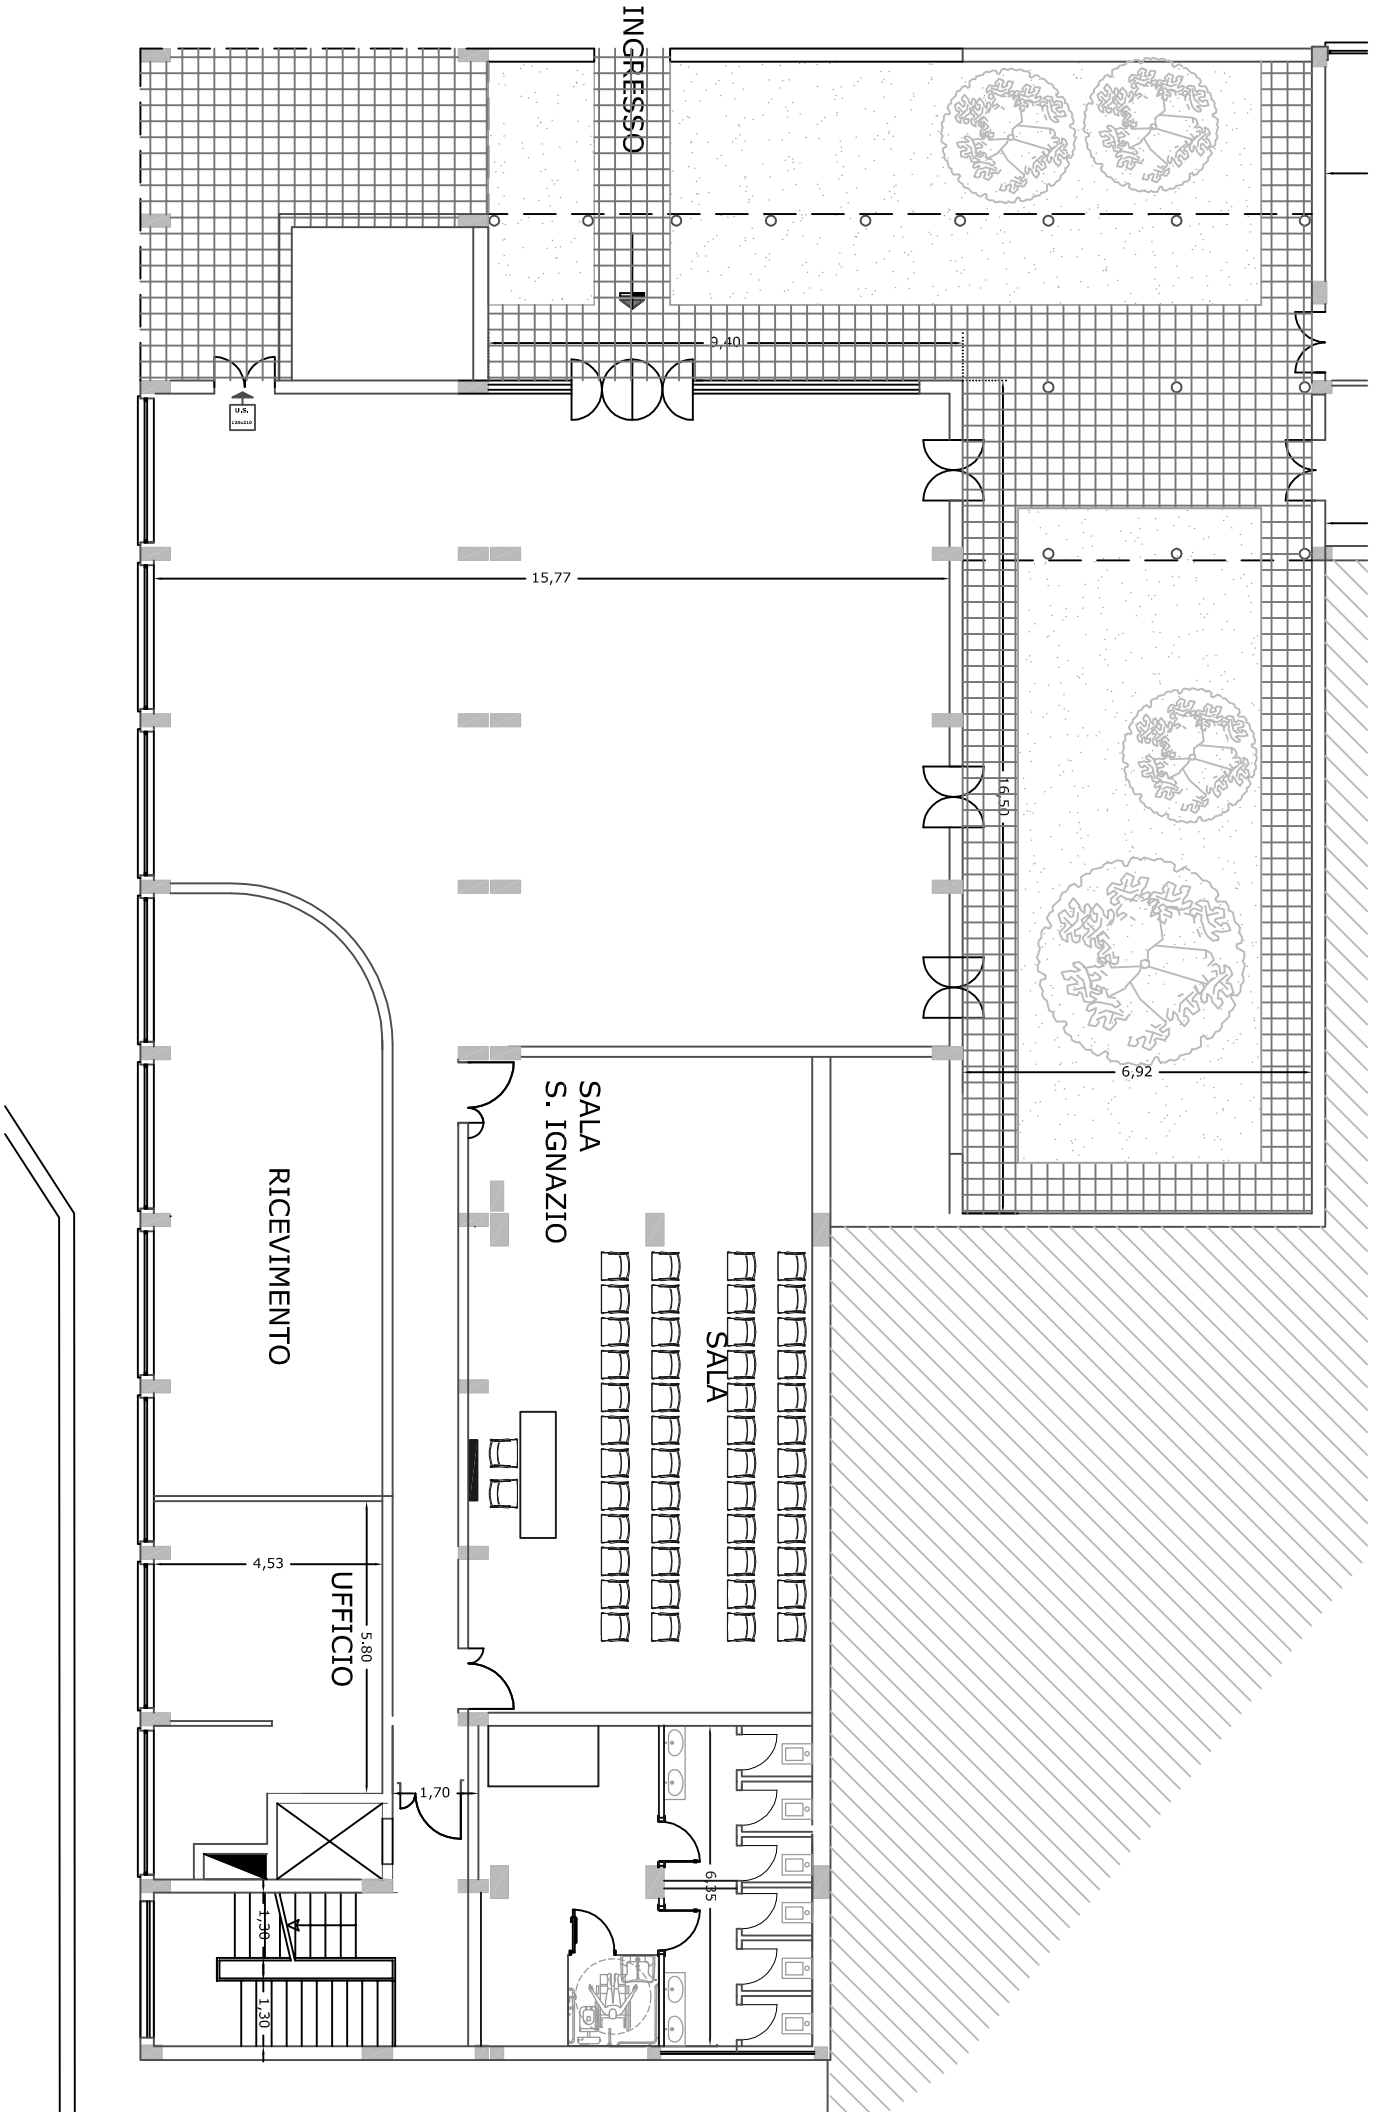 INGRESSO
9,40
U.S.
120x210
15,77
16,50
6,92
SALA
S. IGNAZIO
SALA
RICEVIMENTO
4,53
UFFICIO
5.80
1,70
6,35
1,30
1,30